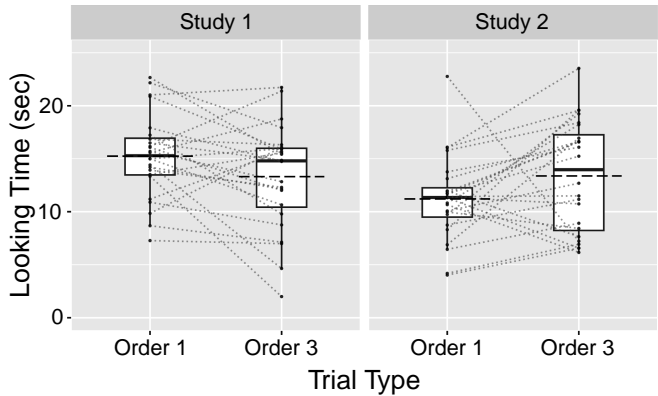 Study 1 Study 2
Looking Time (sec)
20
10
0
Order 1 Order 3 Order 1 Order 3
Trial Type